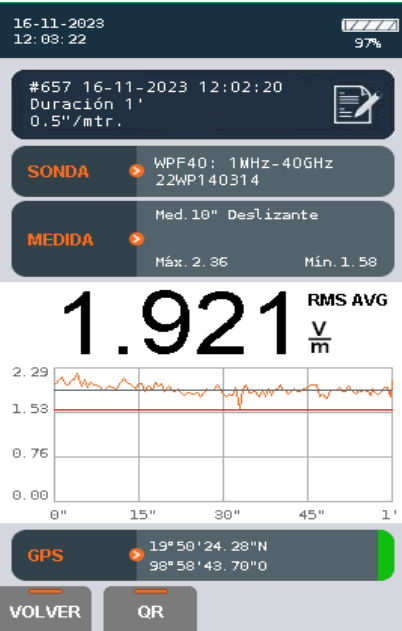 16-11-2023
12:03:22
97%
#657 16-11-2023 12:02:20
Duración 1'
0.5"/mtr.
SONDA
WPF40: 1MHz-40GHz
22WP140314
MEDIDA
Med.10" Deslizante
Máx.2.36 Mín.1.58
1.921 RMS AVG
V/m
2.29
1.53
0.76
0.00
0" 15" 30" 45" 1'
GPS
19°50'24.28"N
98°58'43.70"O
VOLVER QR